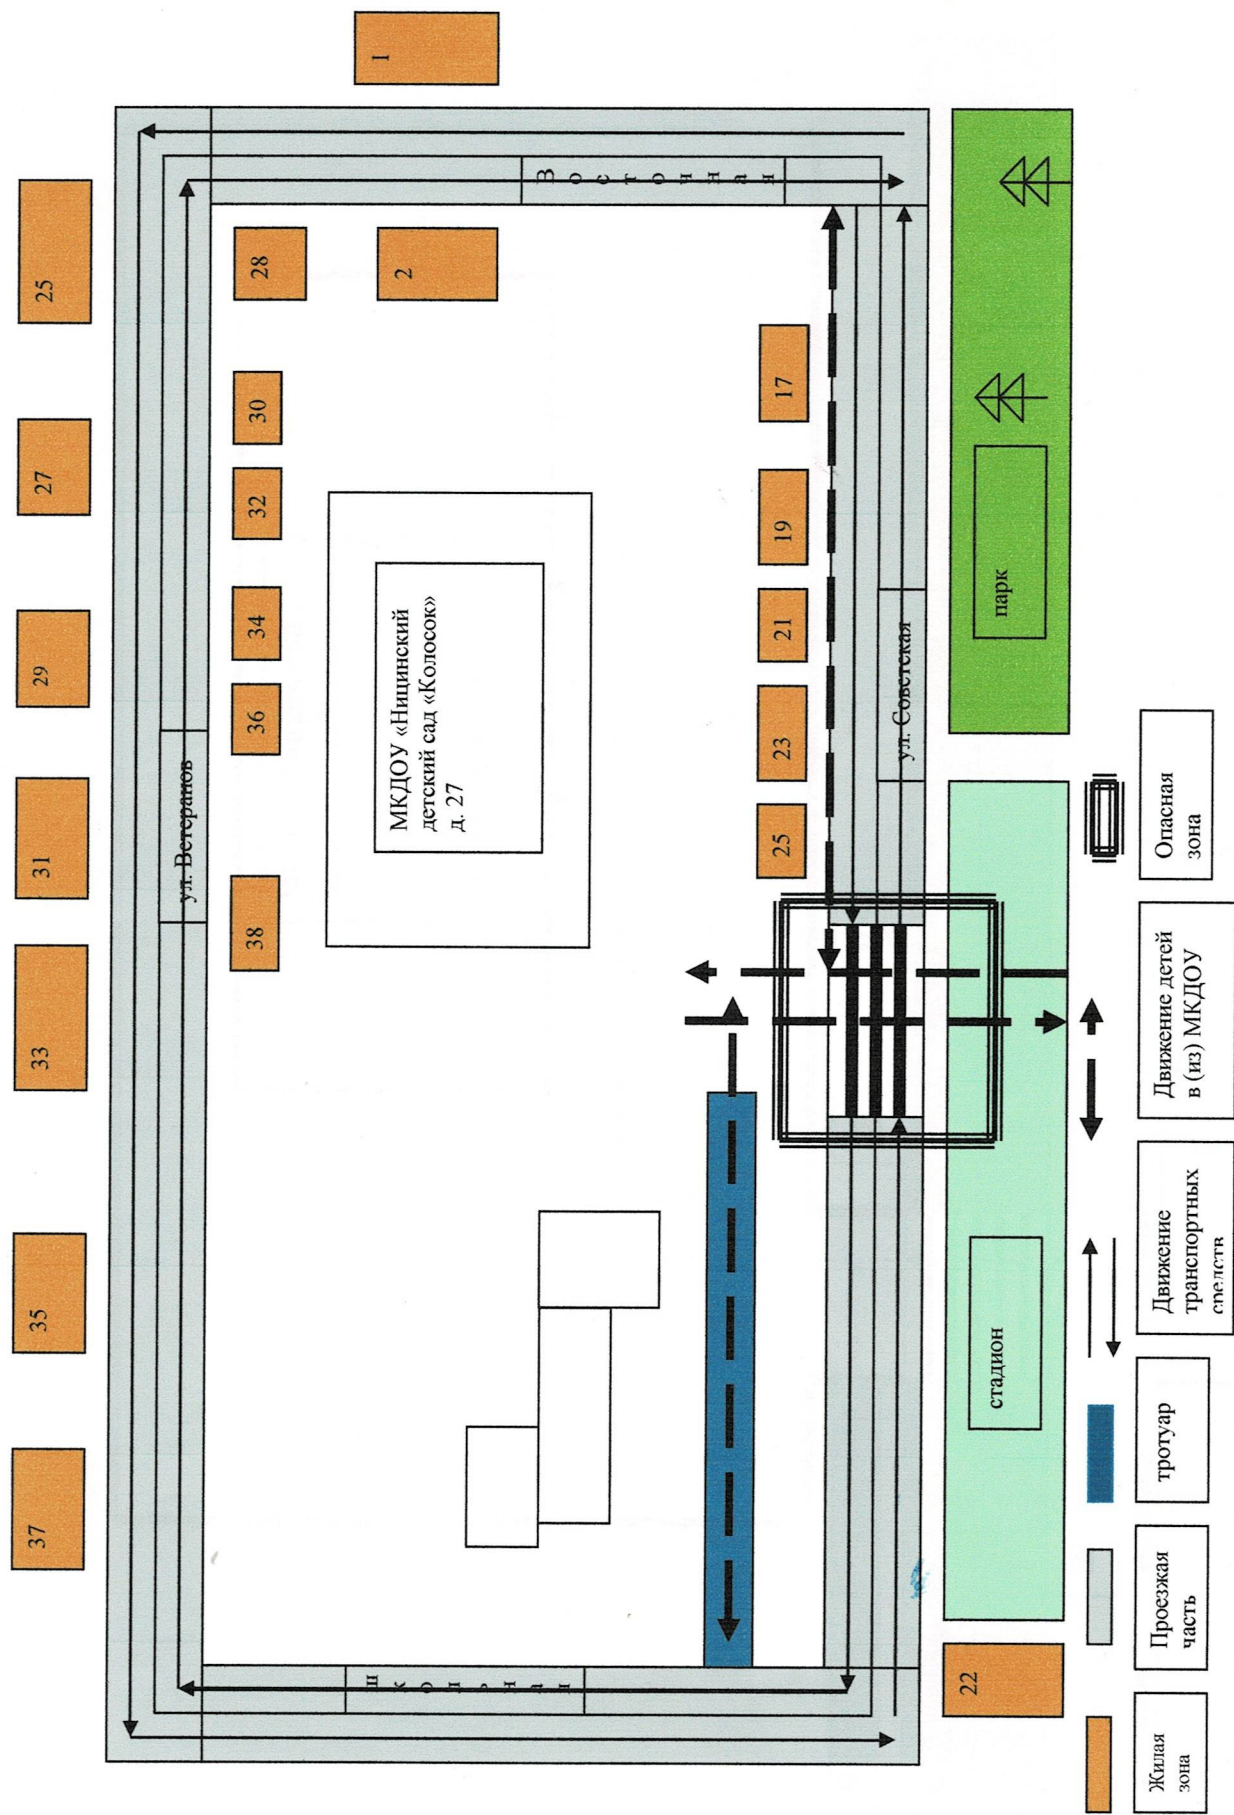 37
35
33
31
29
27
25
1
ул. Ветеранов
38
36
34
32
30
28
2
Школьная
Восточная
МКДОУ «Ницинский
детский сад «Колосок»
д. 27
25
23
21
19
17
ул. Советская
22
стадион
парк
Жилая
зона
Проезжая
часть
тротуар
Движение
транспортных
средств
Движение детей
в (из) МКДОУ
Опасная
зона